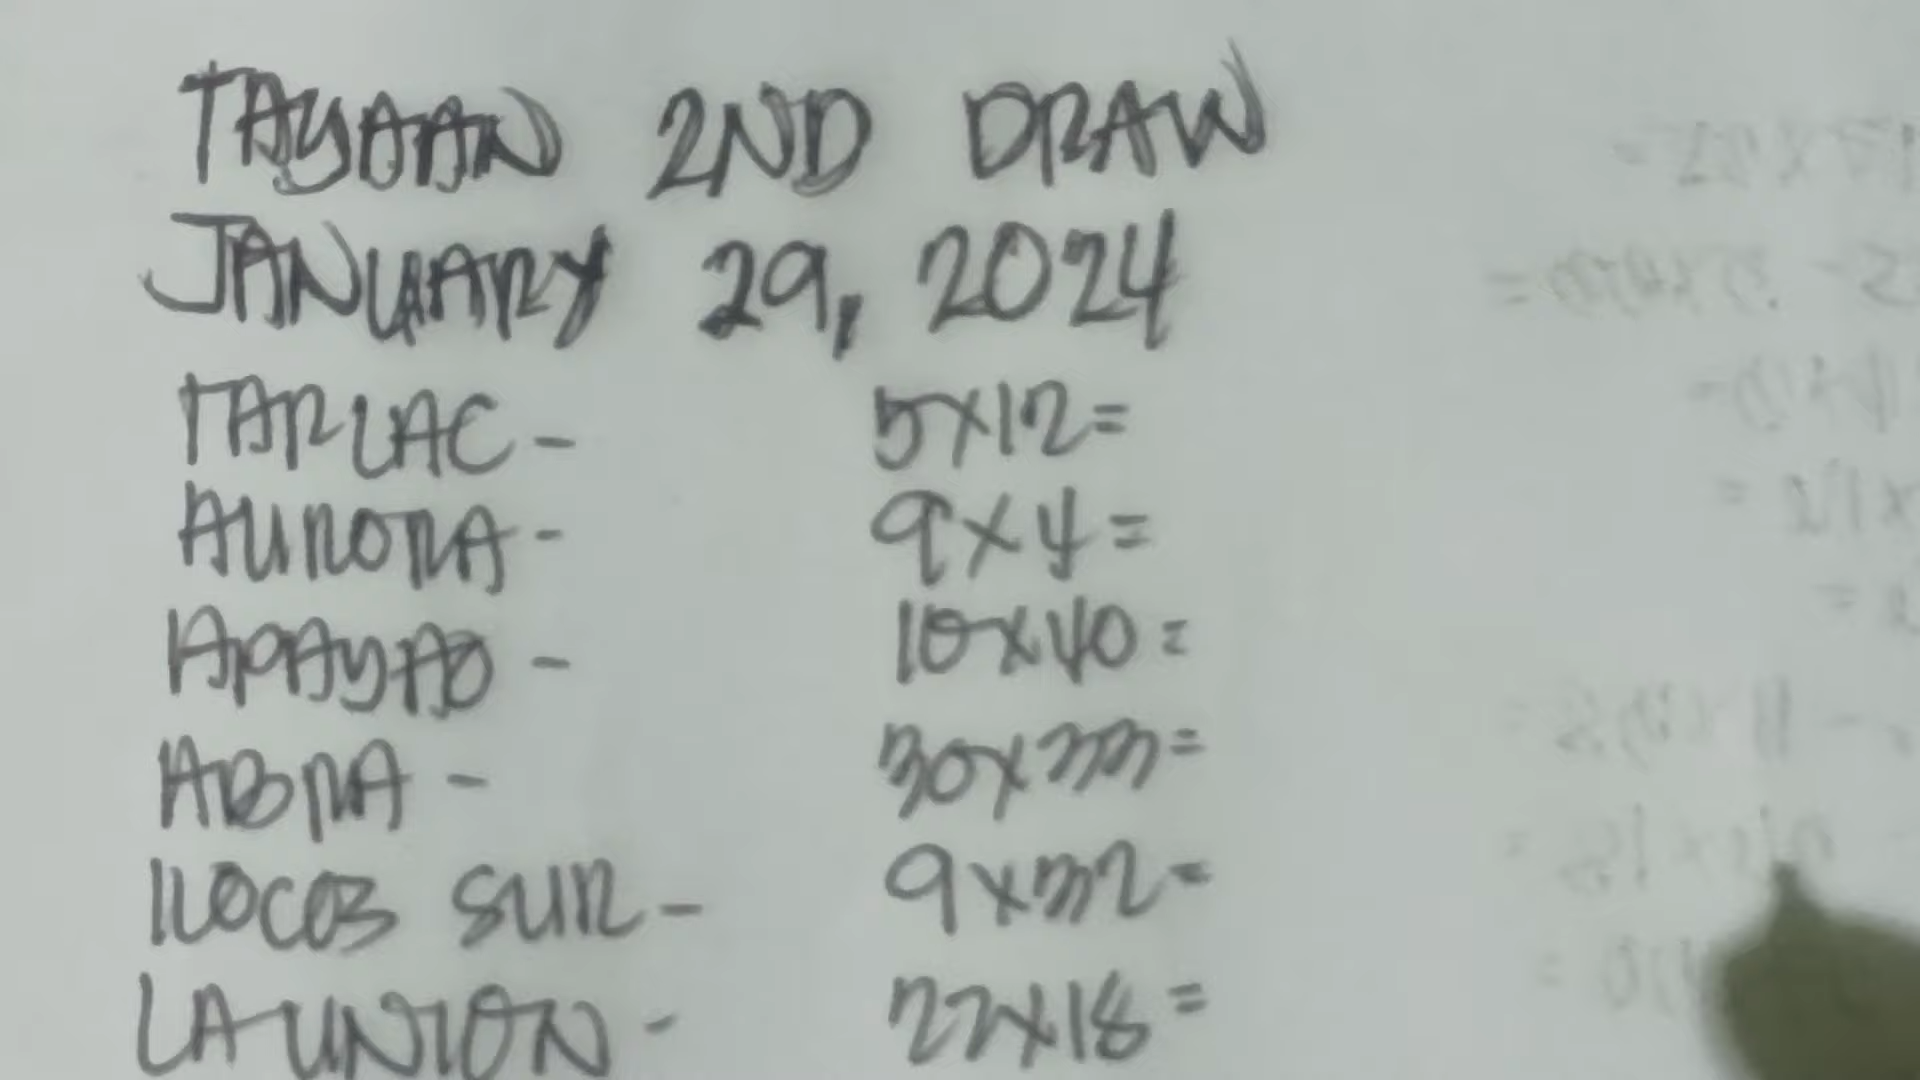 TAYAAN 2ND DRAW
JANUARY 29, 2024
TARLAC - 5X12=
AURORA - 9X4=
APAYAO - 10X40=
ABRA - 30X33=
ILOCOS SUR - 9X32=
LA UNION - 22X18=